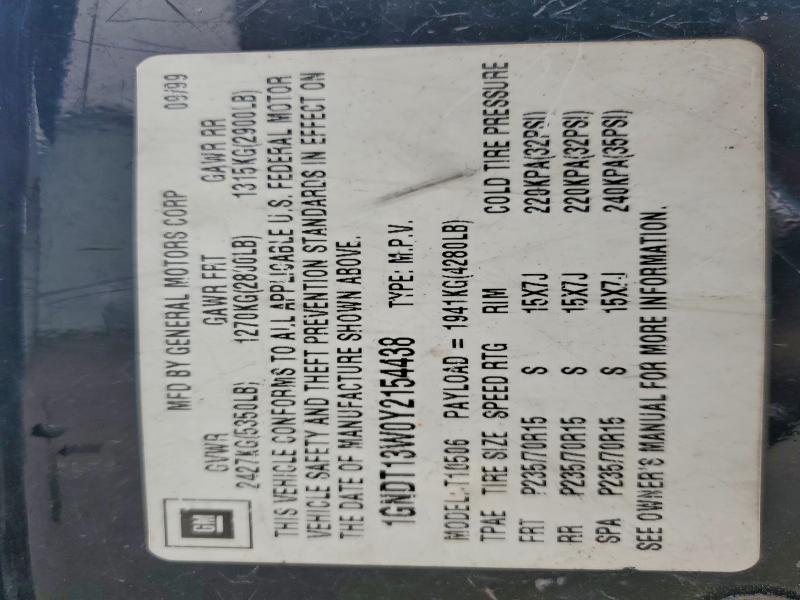 GM
MFD BY GENERAL MOTORS CORP 09/99
GVWR GAWR FRT GAWR RR
2427KG(5350LB) 1270KG(2800LB) 1315KG(2900LB)
THIS VEHICLE CONFORMS TO ALL APPLICABLE U.S. FEDERAL MOTOR
VEHICLE SAFETY AND THEFT PREVENTION STANDARDS IN EFFECT ON
THE DATE OF MANUFACTURE SHOWN ABOVE.
1GNDT13W0Y2154438 TYPE: M.P.V.
MODEL: T10506 PAYLOAD = 1941KG(4280LB)
TPAE TIRE SIZE SPEED RTG RIM COLD TIRE PRESSURE
FRT P235/70R15 S 15X7J 220KPA(32PSI)
RR P235/70R15 S 15X7J 220KPA(32PSI)
SPA P235/70R15 S 15X7J 240KPA(35PSI)
SEE OWNER'S MANUAL FOR MORE INFORMATION.